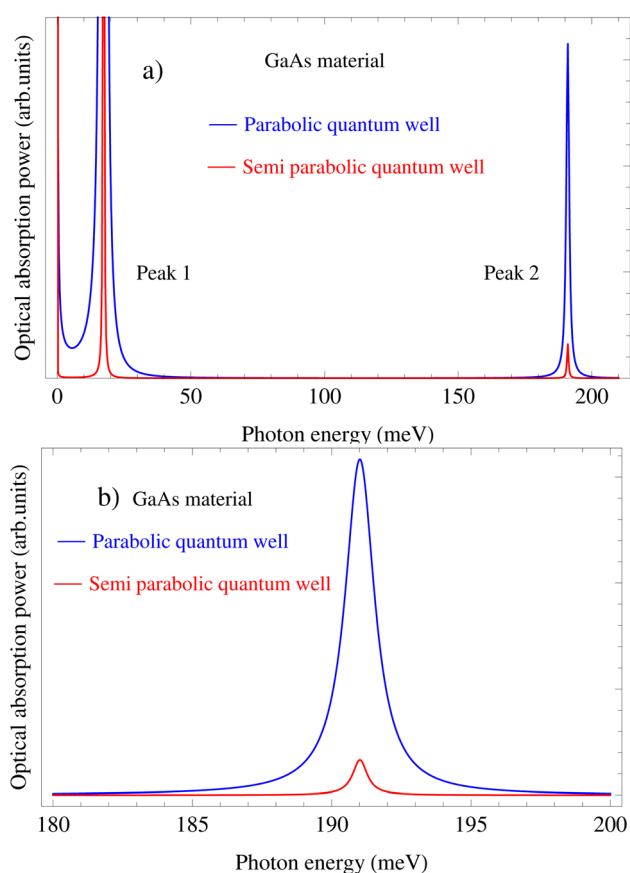 a)
GaAs material
Parabolic quantum well
Semi parabolic quantum well
Peak 1
Peak 2
Optical absorption power (arb.units)
0
50
100
150
200
Photon energy (meV)
b) GaAs material
Parabolic quantum well
Semi parabolic quantum well
Optical absorption power (arb.units)
180
185
190
195
200
Photon energy (meV)